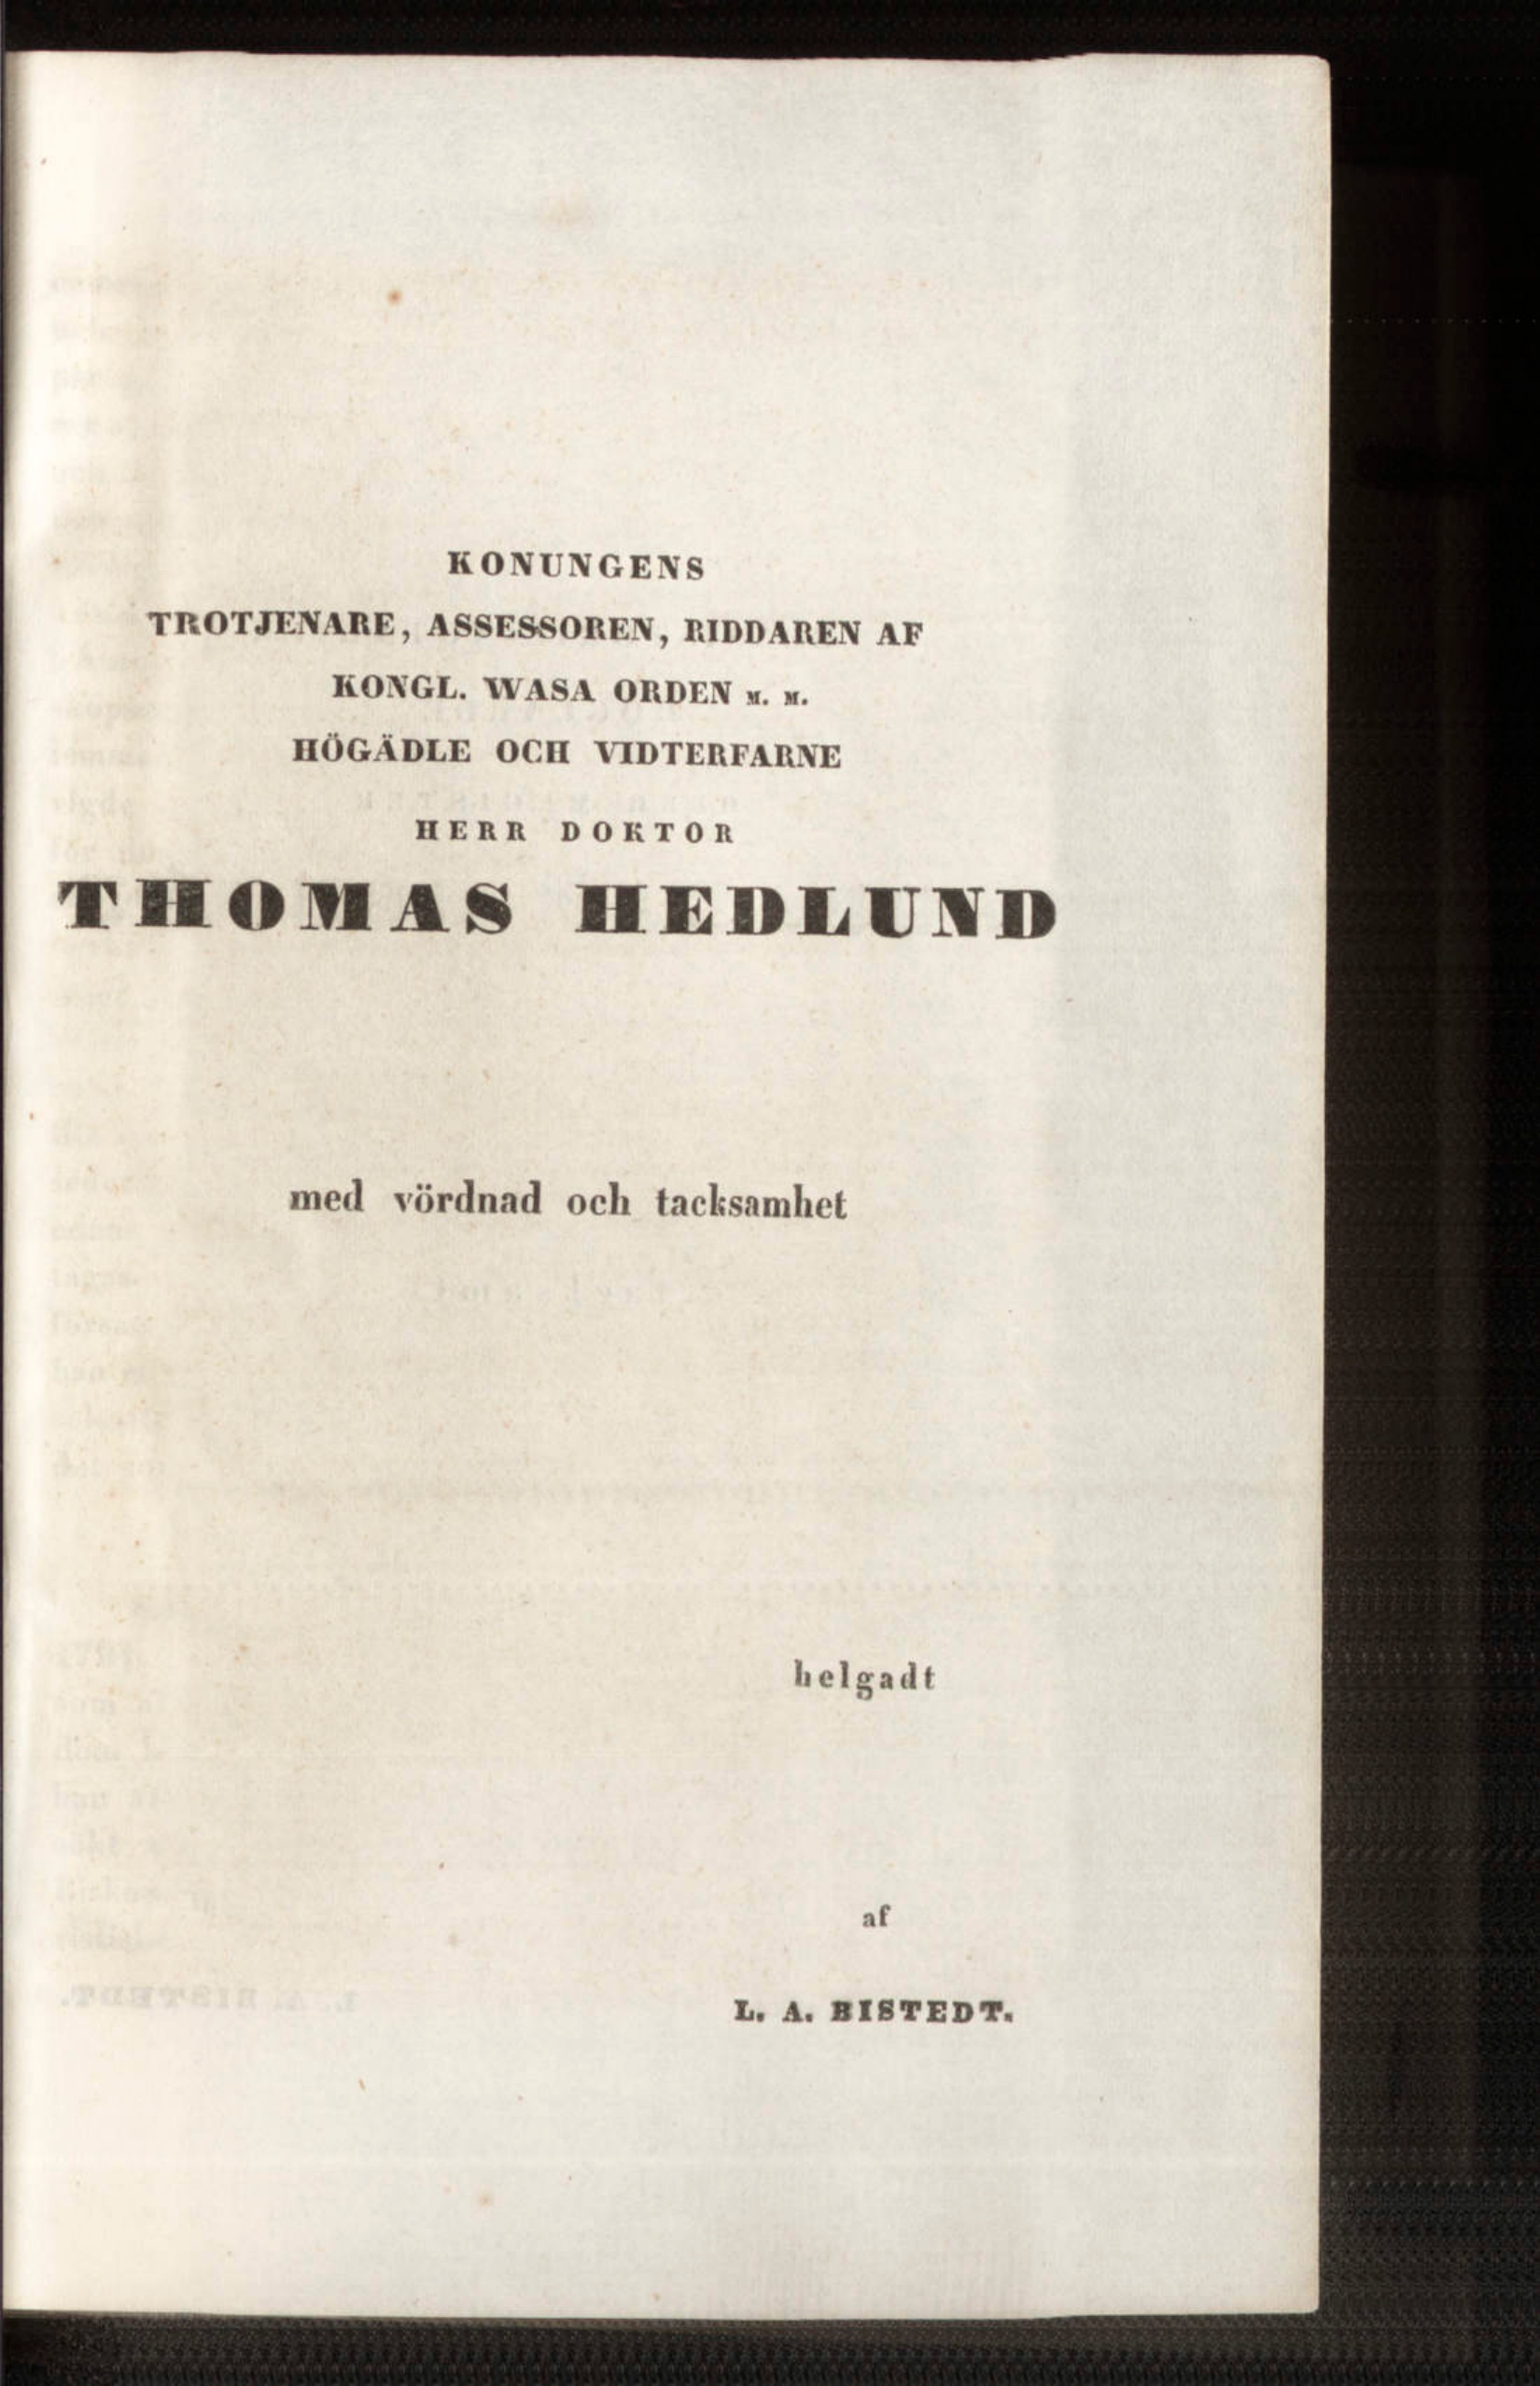 KONUNGENS
TROTJENARE, ASSESSOREN, RIDDAREN AF
KONGL. WASA ORDEN M. M.
HÖGÄDLE OCH VIDTERFARNE
HERR DOKTOR
THOMAS HEDLUND
med vördnad och tacksamhet
helgadt
af
L. A. BISTEDT.